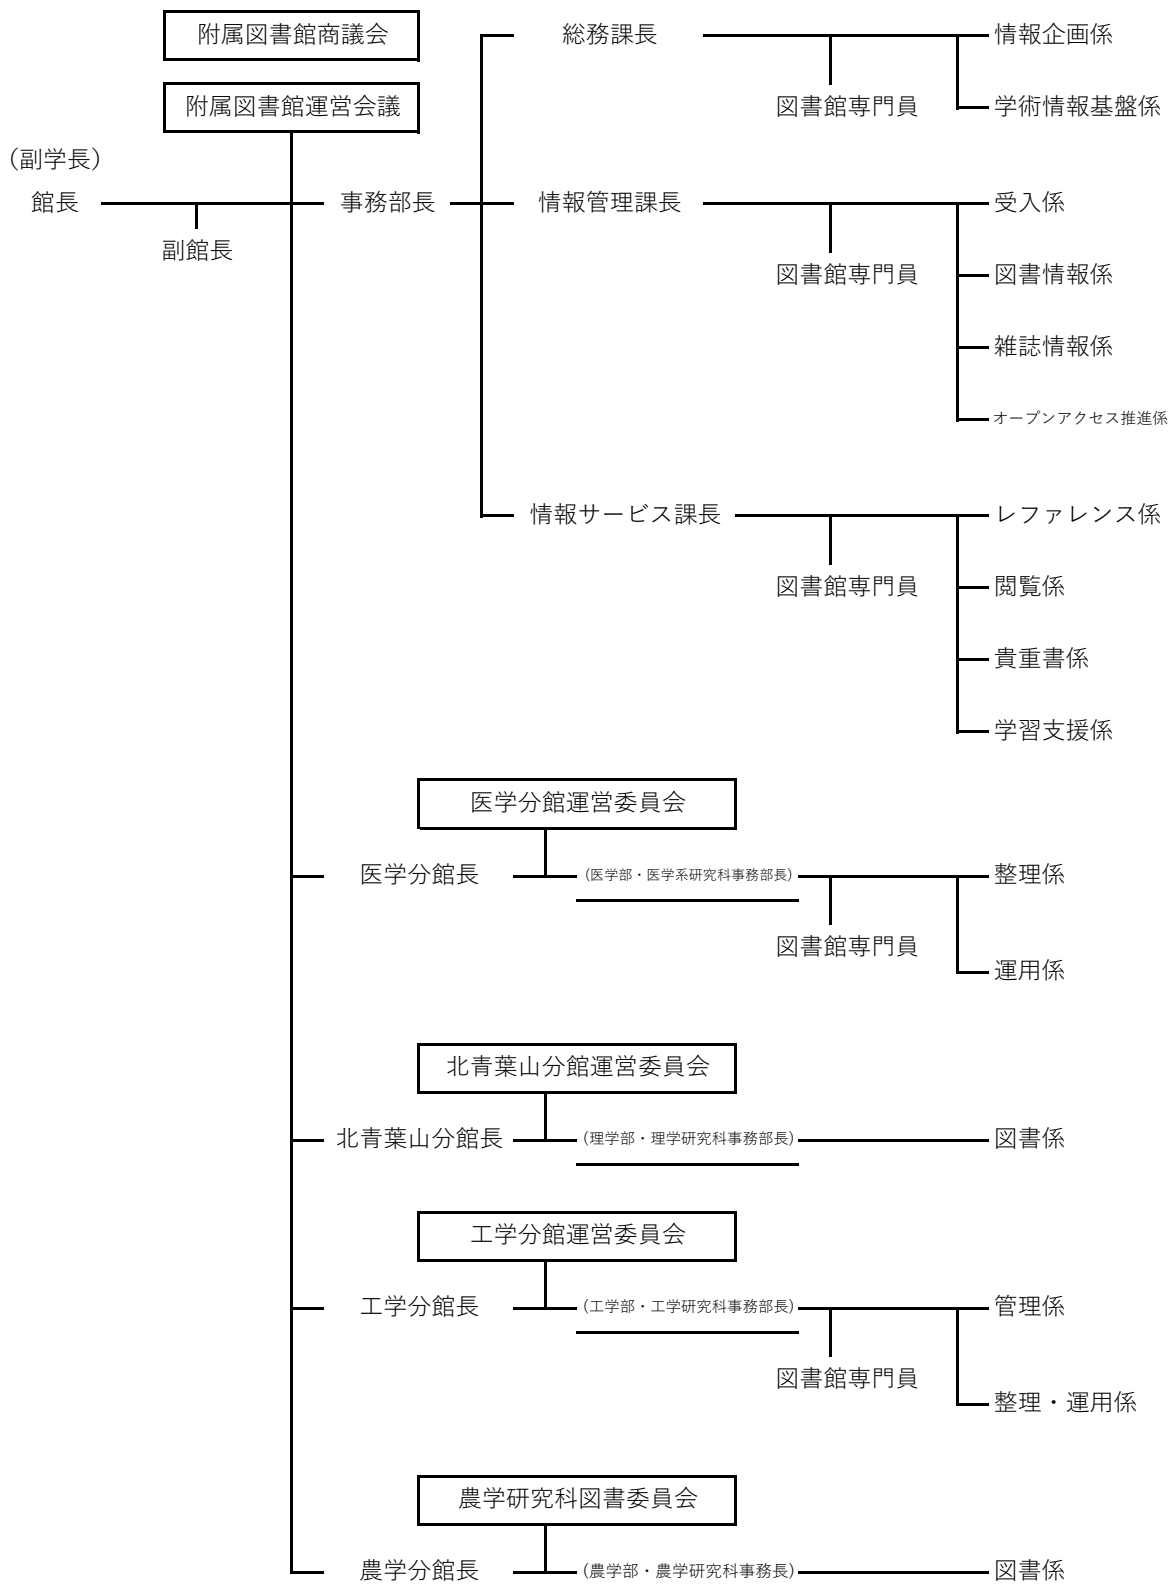 附属図書館商議会
総務課長
情報企画係
附属図書館運営会議
図書館専門員
学術情報基盤係
（副学長）
館長
事務部長
情報管理課長
受入係
副館長
図書館専門員
図書情報係
雑誌情報係
オープンアクセス推進係
情報サービス課長
レファレンス係
図書館専門員
閲覧係
貴重書係
学習支援係
医学分館運営委員会
医学分館長
（医学部・医学系研究科事務部長）
整理係
図書館専門員
運用係
北青葉山分館運営委員会
北青葉山分館長
（理学部・理学研究科事務部長）
図書係
工学分館運営委員会
工学分館長
（工学部・工学研究科事務部長）
管理係
図書館専門員
整理・運用係
農学研究科図書委員会
農学分館長
（農学部・農学研究科事務長）
図書係